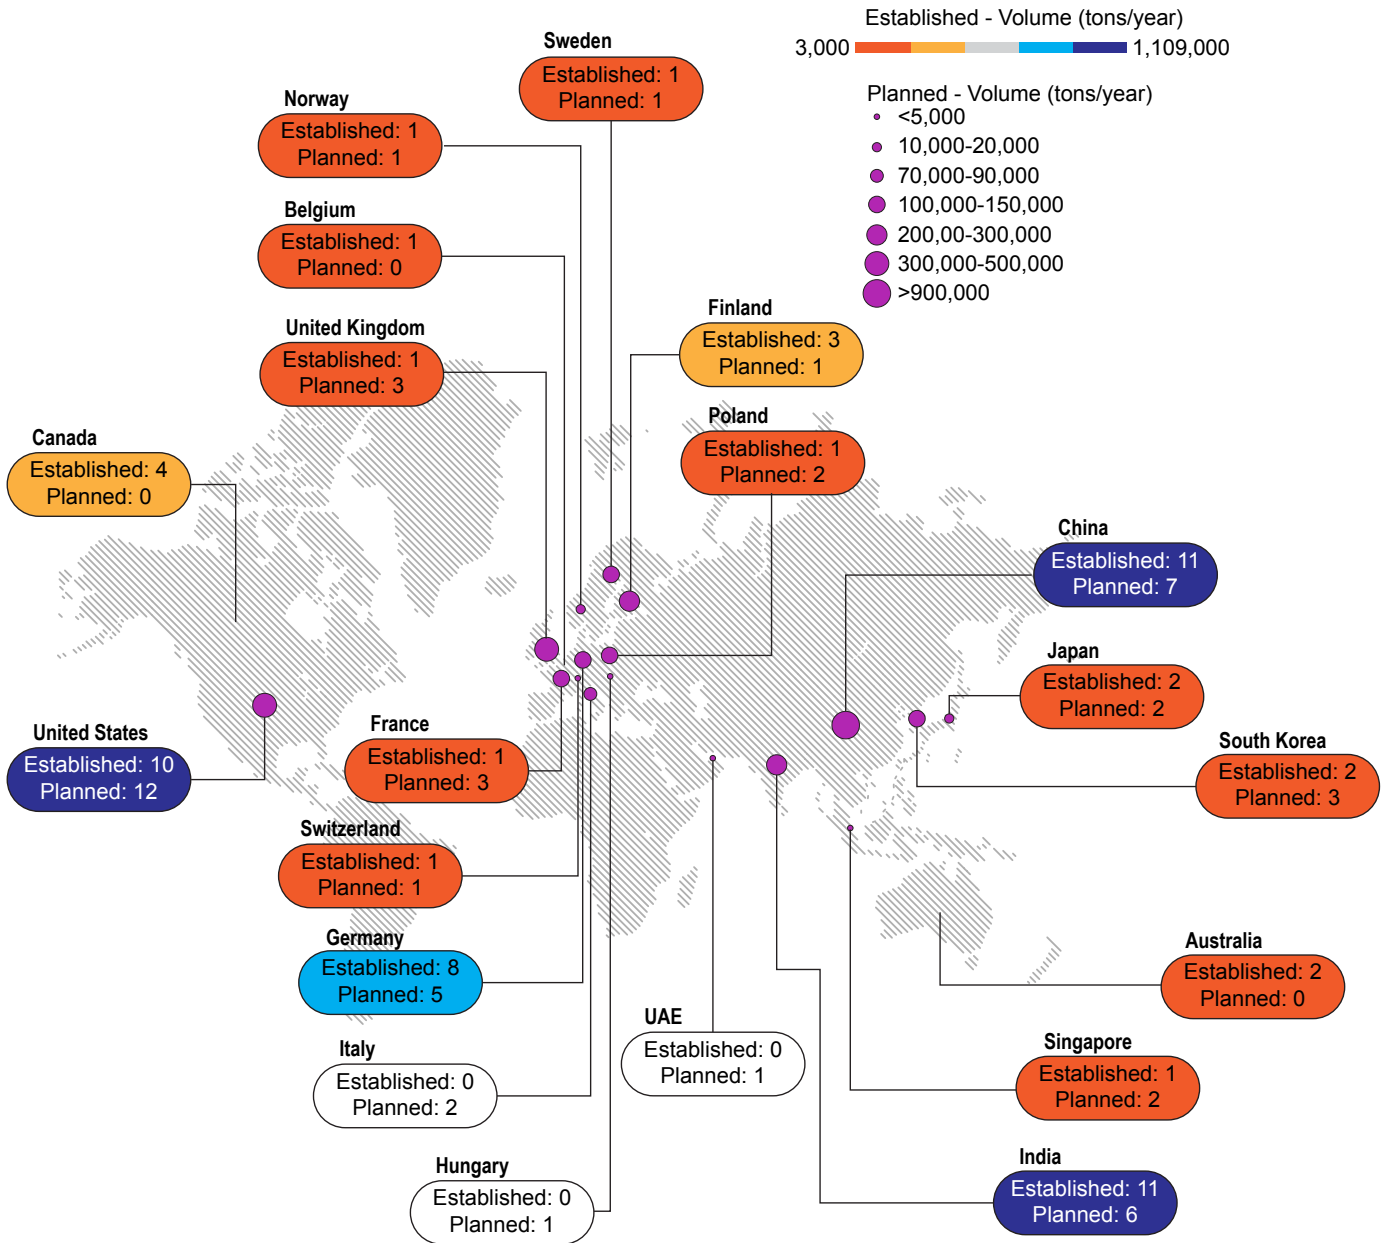 Established - Volume (tons/year)
3,000 1,109,000
Planned - Volume (tons/year)
<5,000
10,000-20,000
70,000-90,000
100,000-150,000
200,00-300,000
300,000-500,000
>900,000
Sweden
Established: 1
Planned: 1
Norway
Established: 1
Planned: 1
Belgium
Established: 1
Planned: 0
United Kingdom
Established: 1
Planned: 3
Finland
Established: 3
Planned: 1
Canada
Established: 4
Planned: 0
Poland
Established: 1
Planned: 2
China
Established: 11
Planned: 7
Japan
Established: 2
Planned: 2
United States
Established: 10
Planned: 12
France
Established: 1
Planned: 3
South Korea
Established: 2
Planned: 3
Switzerland
Established: 1
Planned: 1
Germany
Established: 8
Planned: 5
Australia
Established: 2
Planned: 0
UAE
Established: 0
Planned: 1
Italy
Established: 0
Planned: 2
Singapore
Established: 1
Planned: 2
Hungary
Established: 0
Planned: 1
India
Established: 11
Planned: 6